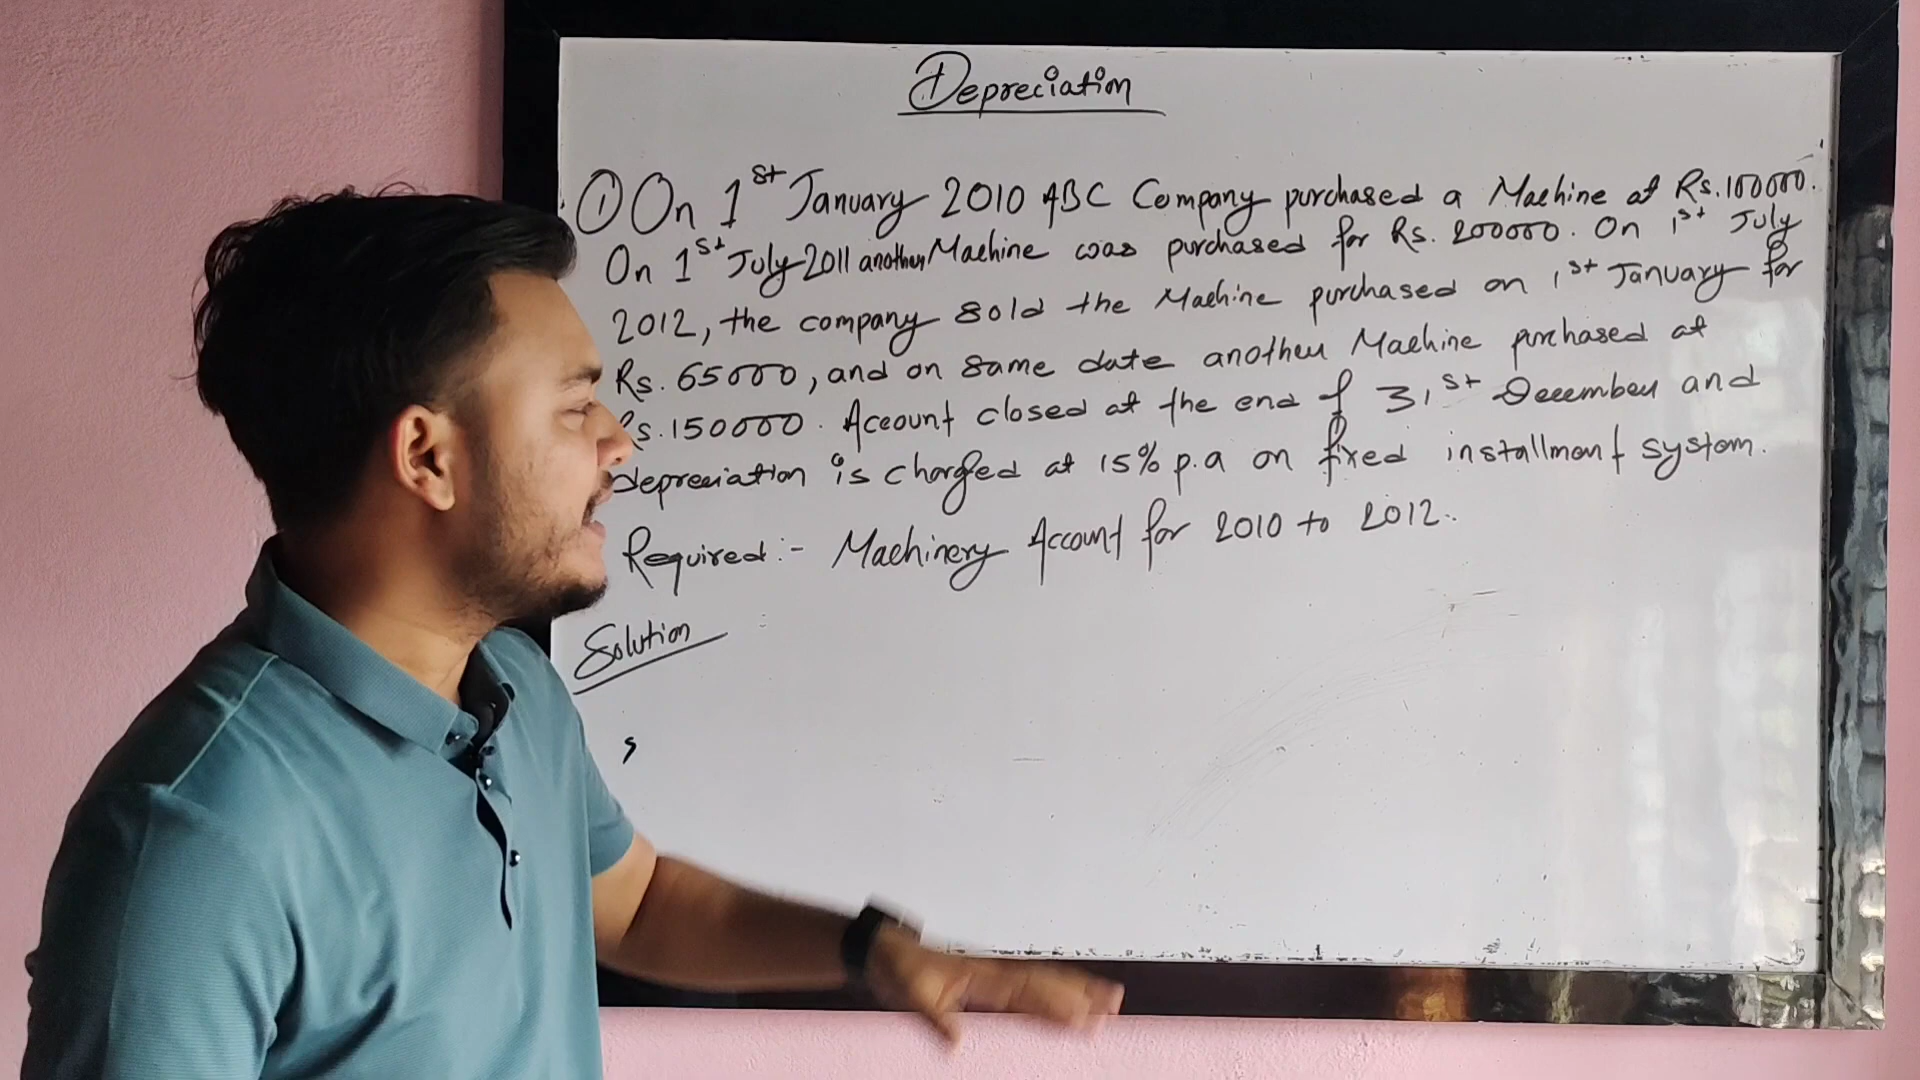 Depreciation
① On 1st January 2010 ABC Company purchased a Machine at Rs.100000.
On 1st July 2011 another Machine was purchased for Rs. 200000. On 1st July
2012, the company sold the Machine purchased on 1st January for
Rs. 65000, and on same date another Machine purchased at
Rs.150000. Account closed at the end of 31st December and
depreciation is charged at 15% p.a on fixed installment system.
Required:- Machinery Account for 2010 to 2012.
Solution